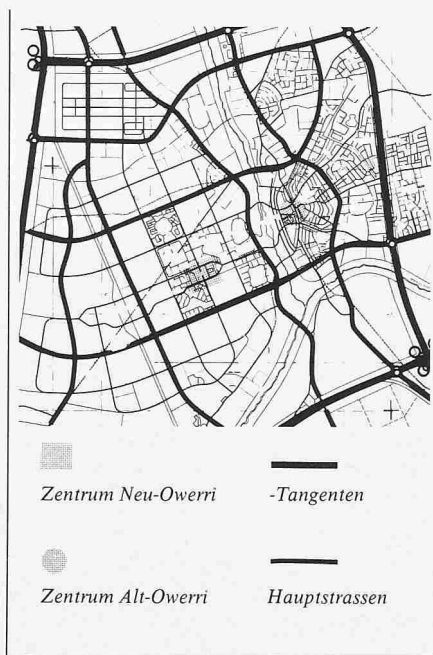 Zentrum Neu-Owerri
-Tangenten
Zentrum Alt-Owerri
Hauptstrassen